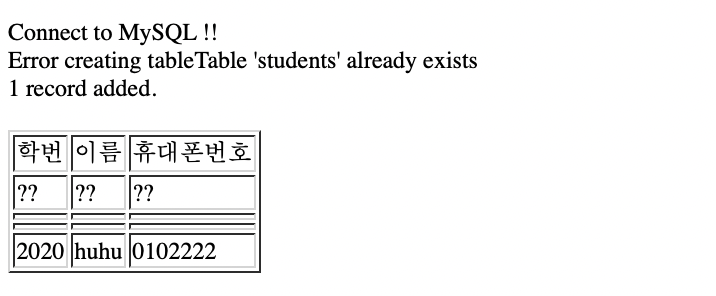 Connect to MySQL !!
Error creating tableTable 'students' already exists
1 record added.
학번 이름 휴대폰번호
?? ?? ??
2020 huhu 0102222